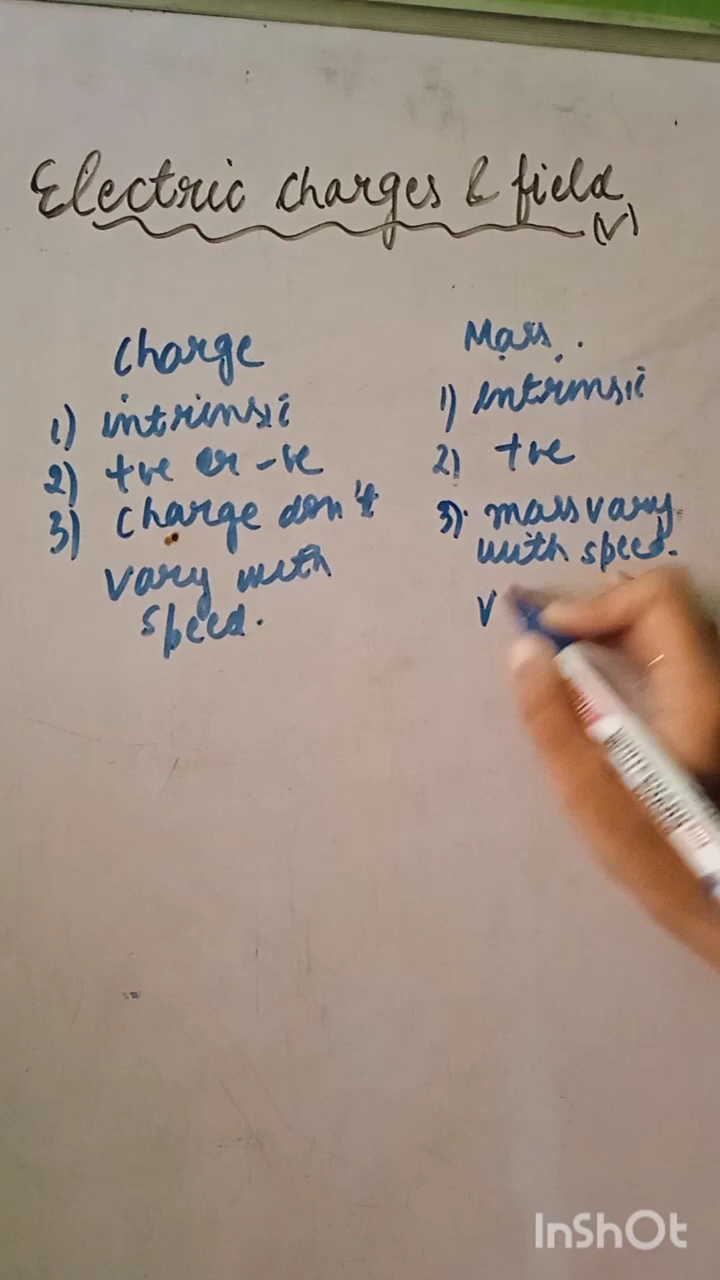 Electric charges & field
(V)
Charge
1) intrinsi
2) +ve or -ve
3) Charge don't
vary with
speed.
Mass.
1) intrinsic
2) +ve
3) mass vary
with speed.
V
InShOt